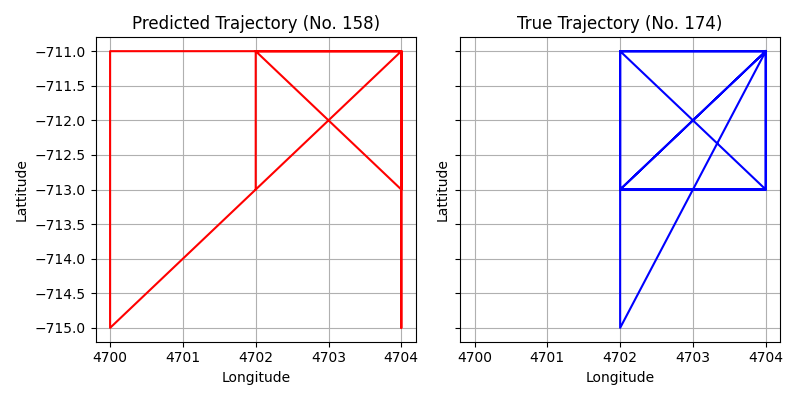 Predicted Trajectory (No. 158)
True Trajectory (No. 174)
−711.0
−711.5
−712.0
−712.5
−713.0
−713.5
−714.0
−714.5
−715.0
Lattitude
Lattitude
4700 4701 4702 4703 4704
4700 4701 4702 4703 4704
Longitude
Longitude